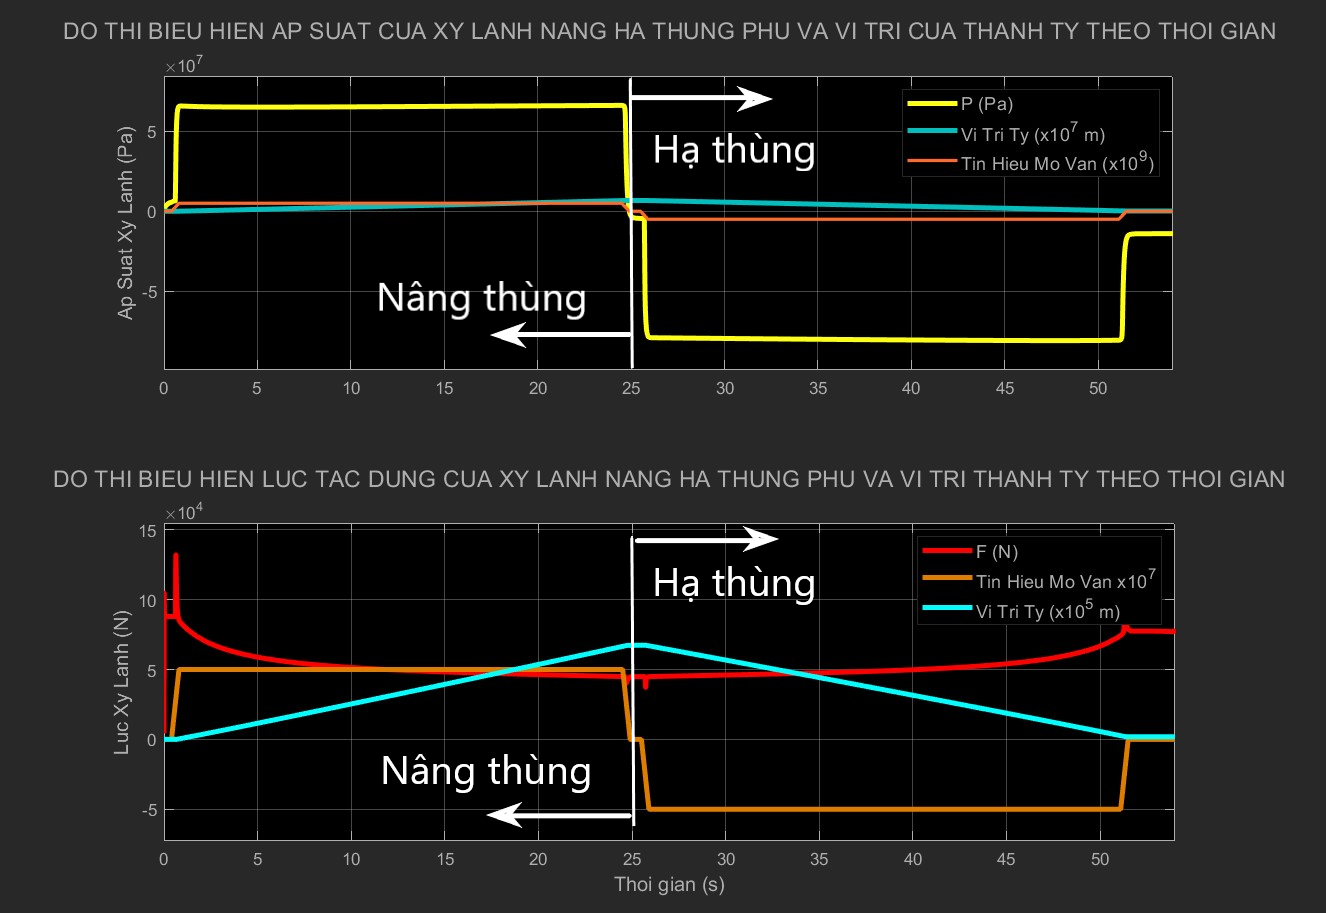 DO THI BIEU HIEN AP SUAT CUA XY LANH NANG HA THUNG PHU VA VI TRI CUA THANH TY THEO THOI GIAN
×10^7
P (Pa)
Vi Tri Ty (x10^7 m)
Tin Hieu Mo Van (x10^9)
Hạ thùng
Nâng thùng
Ap Suat Xy Lanh (Pa)
5
0
-5
0 5 10 15 20 25 30 35 40 45 50
DO THI BIEU HIEN LUC TAC DUNG CUA XY LANH NANG HA THUNG PHU VA VI TRI THANH TY THEO THOI GIAN
×10^4
F (N)
Tin Hieu Mo Van x10^7
Vi Tri Ty (x10^5 m)
Hạ thùng
Nâng thùng
Luc Xy Lanh (N)
15
10
5
0
-5
0 5 10 15 20 25 30 35 40 45 50
Thoi gian (s)